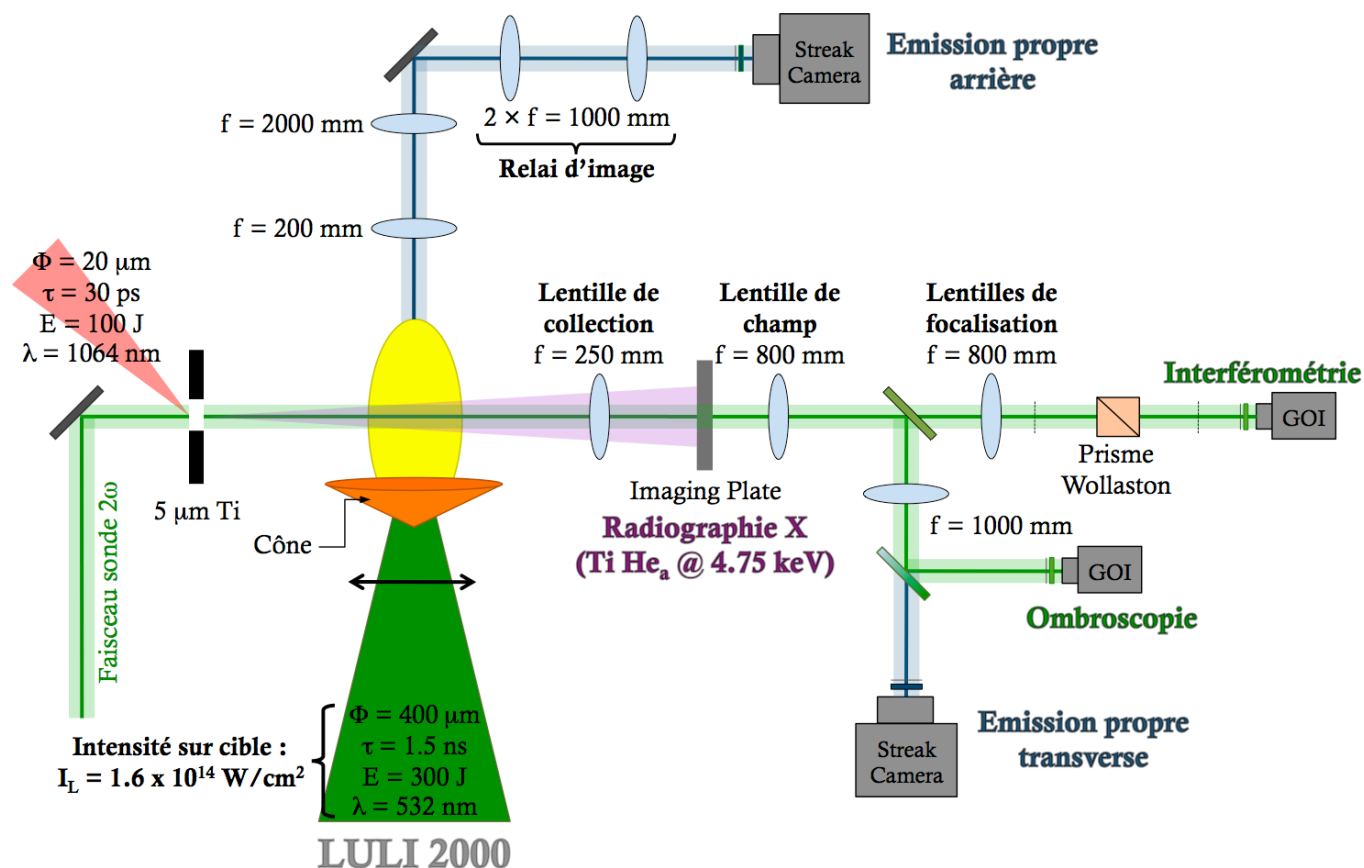 Streak
Camera
Emission propre
arrière
f = 2000 mm
2 × f = 1000 mm
Relai d'image
f = 200 mm
Φ = 20 µm
τ = 30 ps
E = 100 J
λ = 1064 nm
Lentille de
collection
f = 250 mm
Lentille de
champ
f = 800 mm
Lentilles de
focalisation
f = 800 mm
Interférométrie
GOI
Prisme
Wollaston
5 µm Ti
Cône
Imaging Plate
Radiographie X
(Ti Heₐ @ 4.75 keV)
f = 1000 mm
GOI
Ombroscopie
Faisceau sonde 2ω
Intensité sur cible :
I_L = 1.6 x 10¹⁴ W/cm²
Φ = 400 µm
τ = 1.5 ns
E = 300 J
λ = 532 nm
LULI 2000
Streak
Camera
Emission propre
transverse